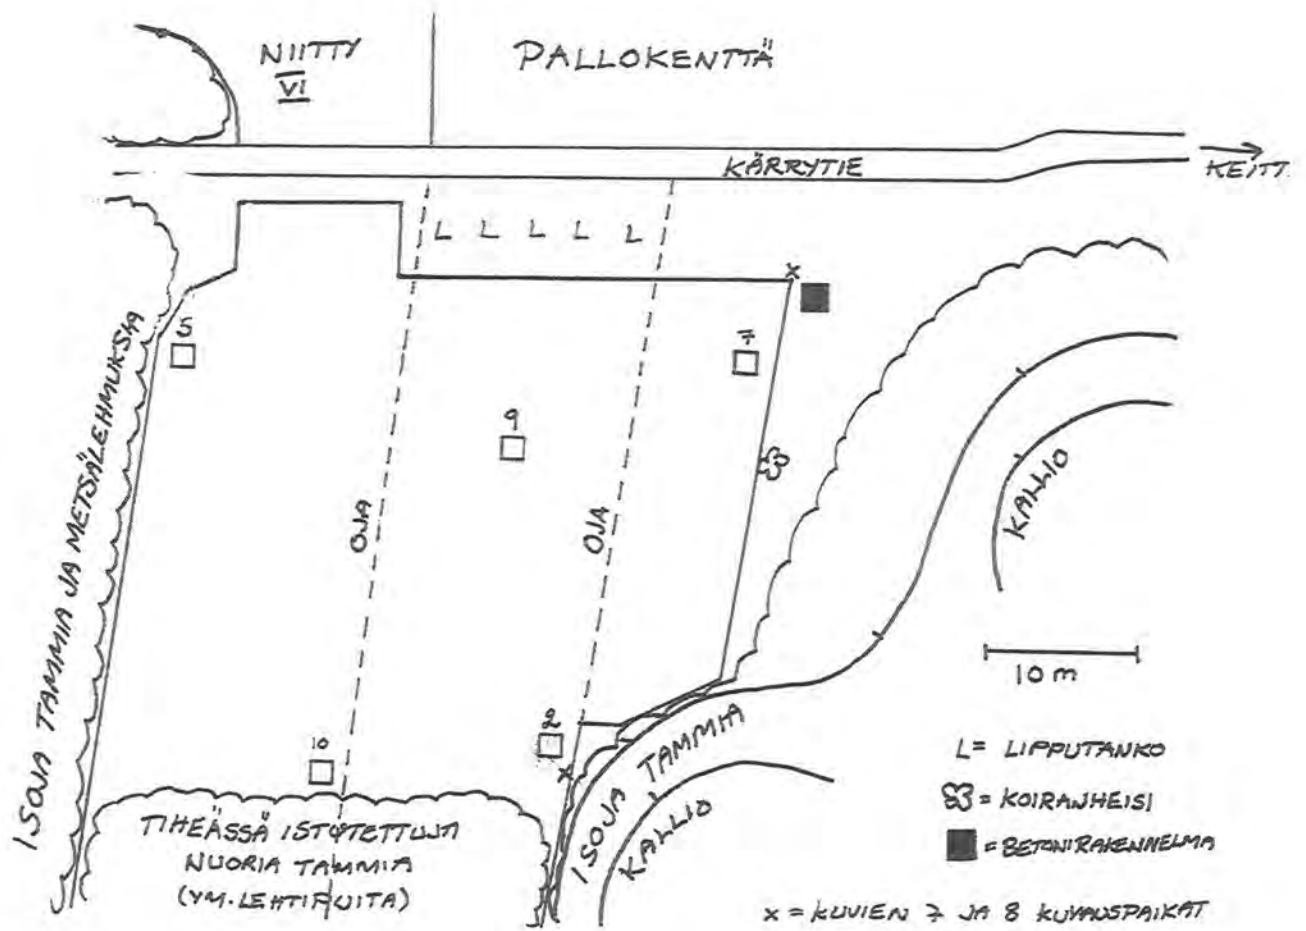 NIITTY
VI
PALLOKENTTÄ
KÄRRYTIE
KEITT.
L L L L L
x
5
7
9
ISOJA TAMMIA JA METSÄLEHMUKSIA
OJA
OJA
KALLIO
10 m
2
x
10
ISOJA TAMMIA
KALLIO
TIHEÄSSÄ ISTUTETTUJA
NUORIA TAMMIA
(YM. LEHTIPUITA)
L = LIPPUTANKO
= KOIRANHEISI
= BETONIRAKENNELMA
x = KUVIEN 7 JA 8 KUVAUSPAIKAT